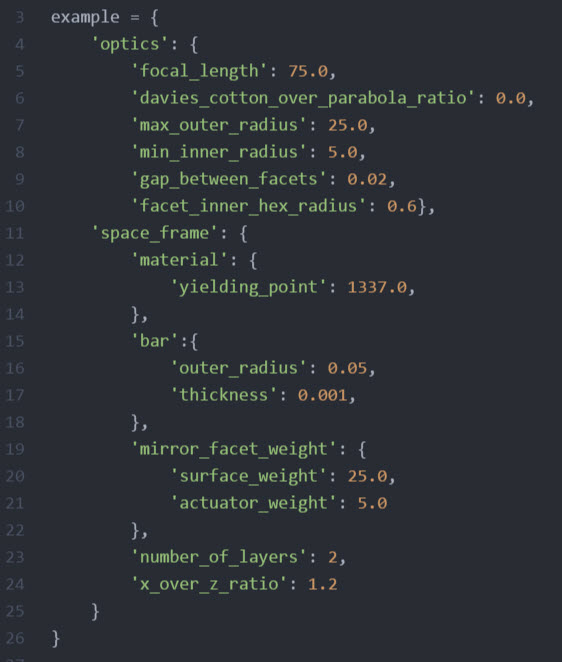 3 example = {
4     'optics': {
5         'focal_length': 75.0,
6         'davies_cotton_over_parabola_ratio': 0.0,
7         'max_outer_radius': 25.0,
8         'min_inner_radius': 5.0,
9         'gap_between_facets': 0.02,
10         'facet_inner_hex_radius': 0.6},
11     'space_frame': {
12         'material': {
13             'yielding_point': 1337.0,
14         },
15         'bar':{
16             'outer_radius': 0.05,
17             'thickness': 0.001,
18         },
19         'mirror_facet_weight': {
20             'surface_weight': 25.0,
21             'actuator_weight': 5.0
22         },
23         'number_of_layers': 2,
24         'x_over_z_ratio': 1.2
25     }
26 }